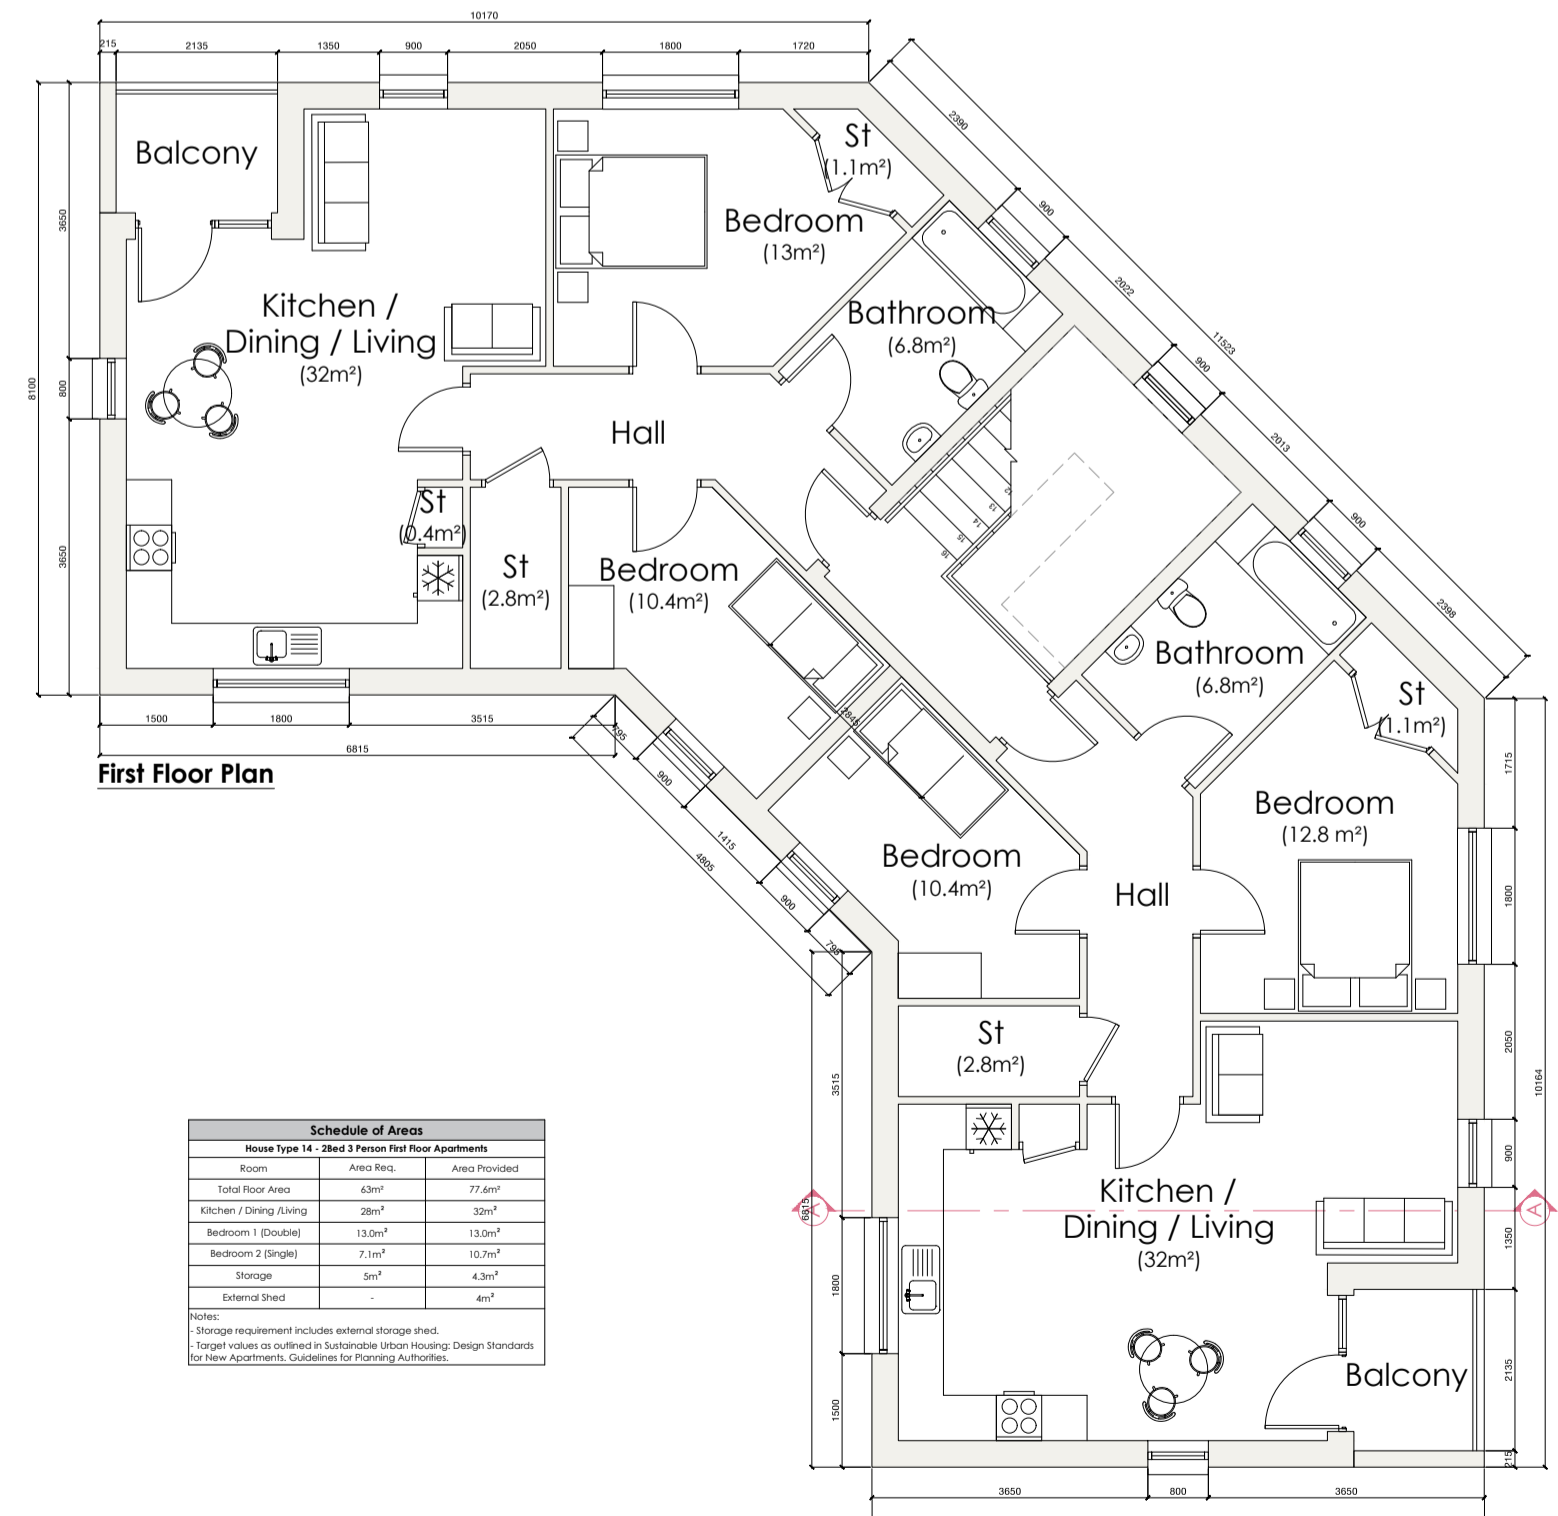 10170
215
2135
1350
900
2050
1800
1720
Balcony
St
(1.1m²)
Bedroom
(13m²)
Kitchen /
Dining / Living
(32m²)
Bathroom
(6.8m²)
Hall
St
(0.4m²)
St
(2.8m²)
Bedroom
(10.4m²)
3650
800
3650
8100
1500
1800
3515
6815
First Floor Plan
2390
900
2022
900
2013
900
2398
11523
12
13
14
15
16
795
900
1415
900
795
4805
2845
Bathroom
(6.8m²)
St
(1.1m²)
Bedroom
(12.8 m²)
Bedroom
(10.4m²)
Hall
St
(2.8m²)
Kitchen /
Dining / Living
(32m²)
Balcony
A
A
3515
1800
1500
6815
1715
1800
2050
900
1350
2135
215
10164
3650
800
3650
Schedule of Areas
House Type 14 - 2Bed 3 Person First Floor Apartments
Room Area Req. Area Provided
Total Floor Area 63m² 77.6m²
Kitchen / Dining /Living 28m² 32m²
Bedroom 1 (Double) 13.0m² 13.0m²
Bedroom 2 (Single) 7.1m² 10.7m²
Storage 5m² 4.3m²
External Shed - 4m²
Notes:
- Storage requirement includes external storage shed.
- Target values as outlined in Sustainable Urban Housing: Design Standards
for New Apartments. Guidelines for Planning Authorities.